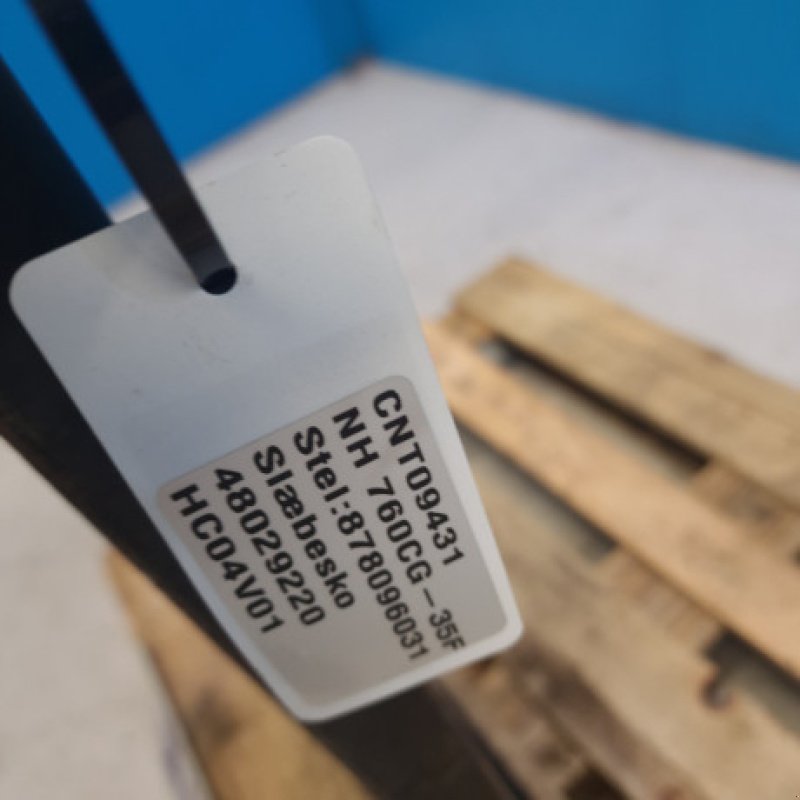 CNT09431
NH 760CG-35F
Stel:878096031
Slæbesko
48029220
HC04V01